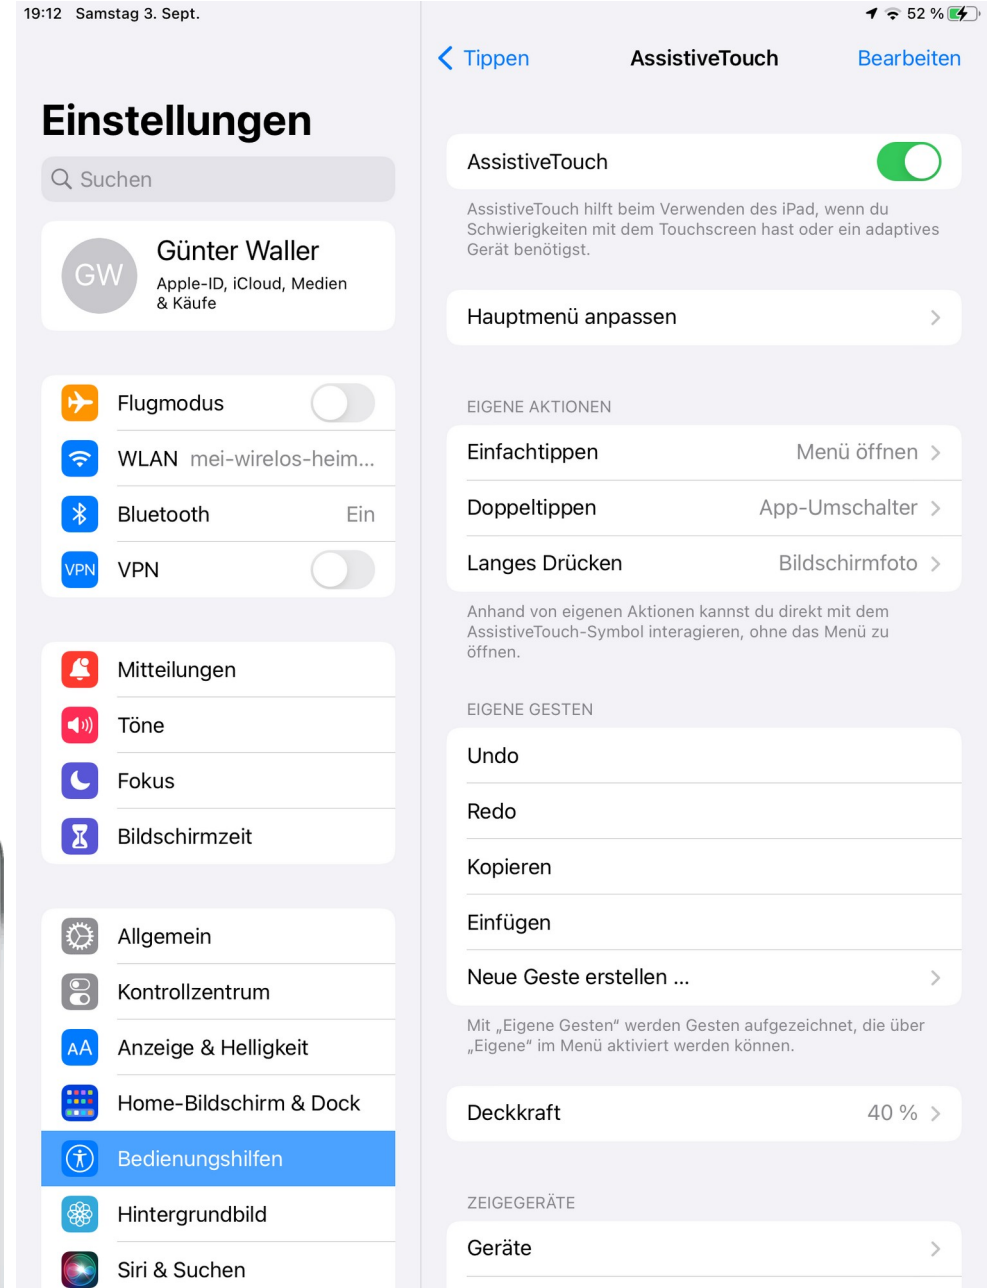 19:12 Samstag 3. Sept.
52 %
Einstellungen
Suchen
GW
Günter Waller
Apple-ID, iCloud, Medien
& Käufe
Flugmodus
WLAN mei-wirelos-heim...
Bluetooth Ein
VPN VPN
Mitteilungen
Töne
Fokus
Bildschirmzeit
Allgemein
Kontrollzentrum
AA Anzeige & Helligkeit
Home-Bildschirm & Dock
Bedienungshilfen
Hintergrundbild
Siri & Suchen
Tippen AssistiveTouch Bearbeiten
AssistiveTouch
AssistiveTouch hilft beim Verwenden des iPad, wenn du
Schwierigkeiten mit dem Touchscreen hast oder ein adaptives
Gerät benötigst.
Hauptmenü anpassen
EIGENE AKTIONEN
Einfachtippen Menü öffnen
Doppeltippen App-Umschalter
Langes Drücken Bildschirmfoto
Anhand von eigenen Aktionen kannst du direkt mit dem
AssistiveTouch-Symbol interagieren, ohne das Menü zu
öffnen.
EIGENE GESTEN
Undo
Redo
Kopieren
Einfügen
Neue Geste erstellen ...
Mit „Eigene Gesten“ werden Gesten aufgezeichnet, die über
„Eigene“ im Menü aktiviert werden können.
Deckkraft 40 %
ZEIGEGERÄTE
Geräte